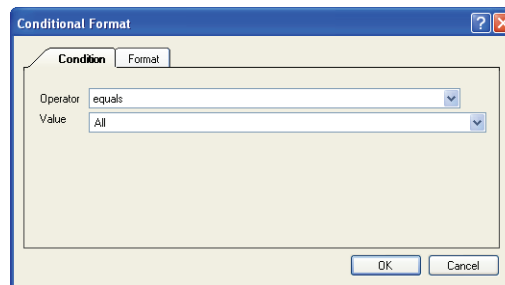 Conditional Format
Condition Format
Operator equals
Value All
OK Cancel